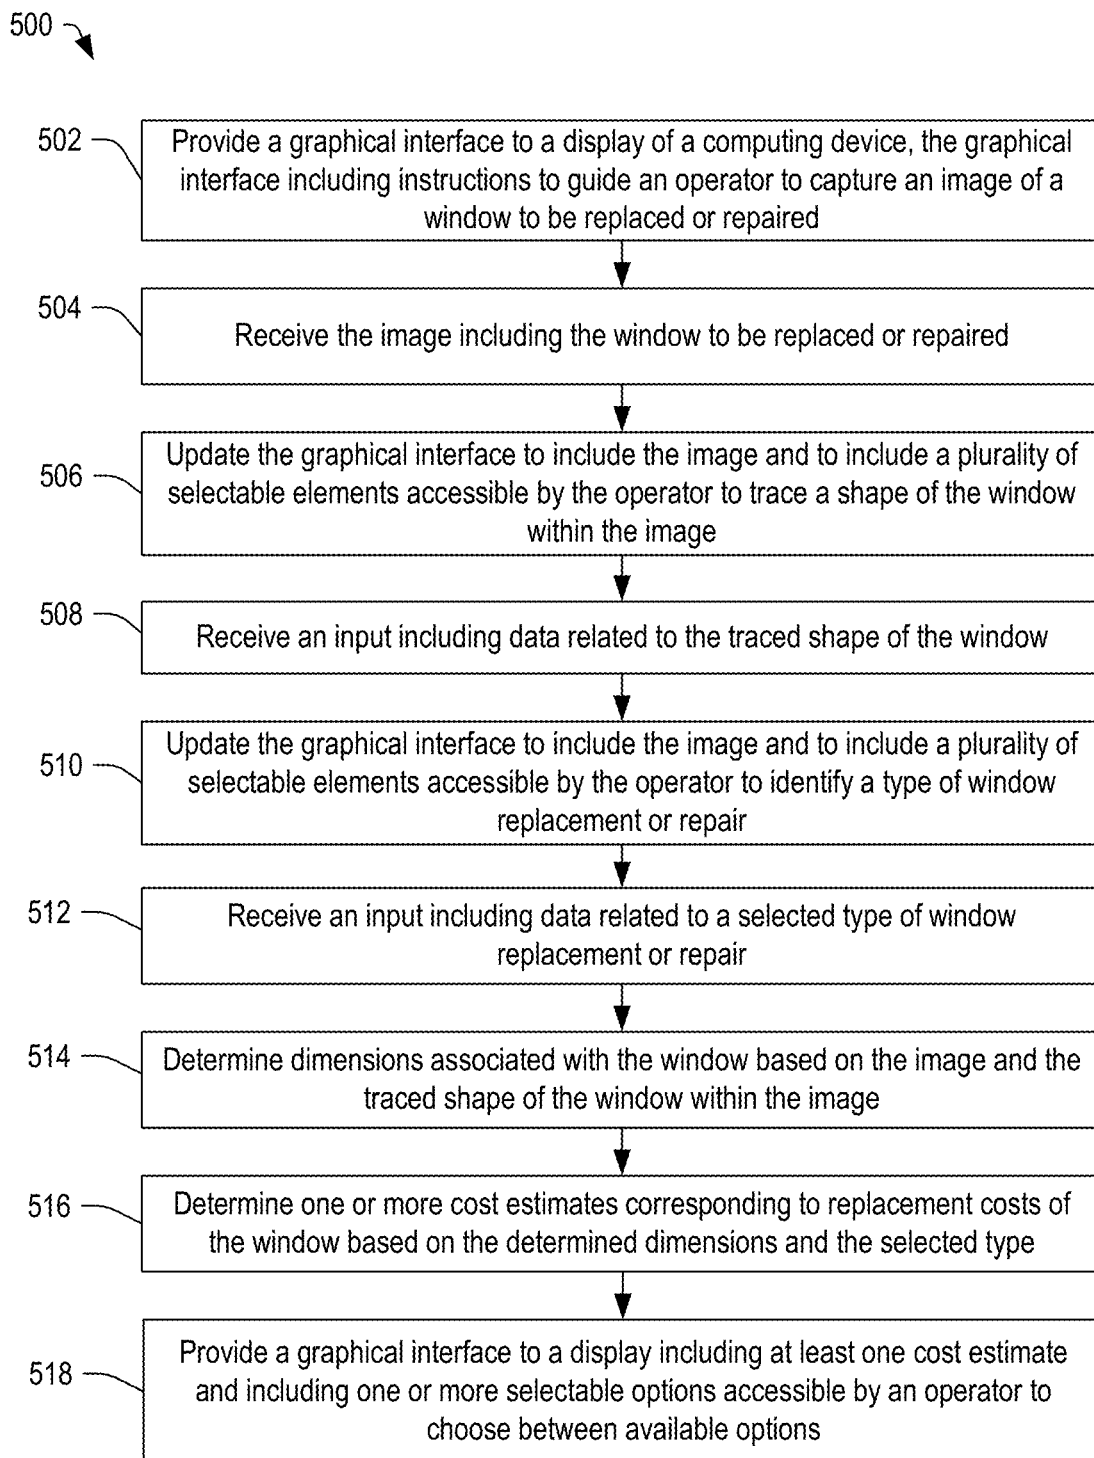 500
502
Provide a graphical interface to a display of a computing device, the graphical
interface including instructions to guide an operator to capture an image of a
window to be replaced or repaired
504
Receive the image including the window to be replaced or repaired
506
Update the graphical interface to include the image and to include a plurality of
selectable elements accessible by the operator to trace a shape of the window
within the image
508
Receive an input including data related to the traced shape of the window
510
Update the graphical interface to include the image and to include a plurality of
selectable elements accessible by the operator to identify a type of window
replacement or repair
512
Receive an input including data related to a selected type of window
replacement or repair
514
Determine dimensions associated with the window based on the image and the
traced shape of the window within the image
516
Determine one or more cost estimates corresponding to replacement costs of
the window based on the determined dimensions and the selected type
518
Provide a graphical interface to a display including at least one cost estimate
and including one or more selectable options accessible by an operator to
choose between available options